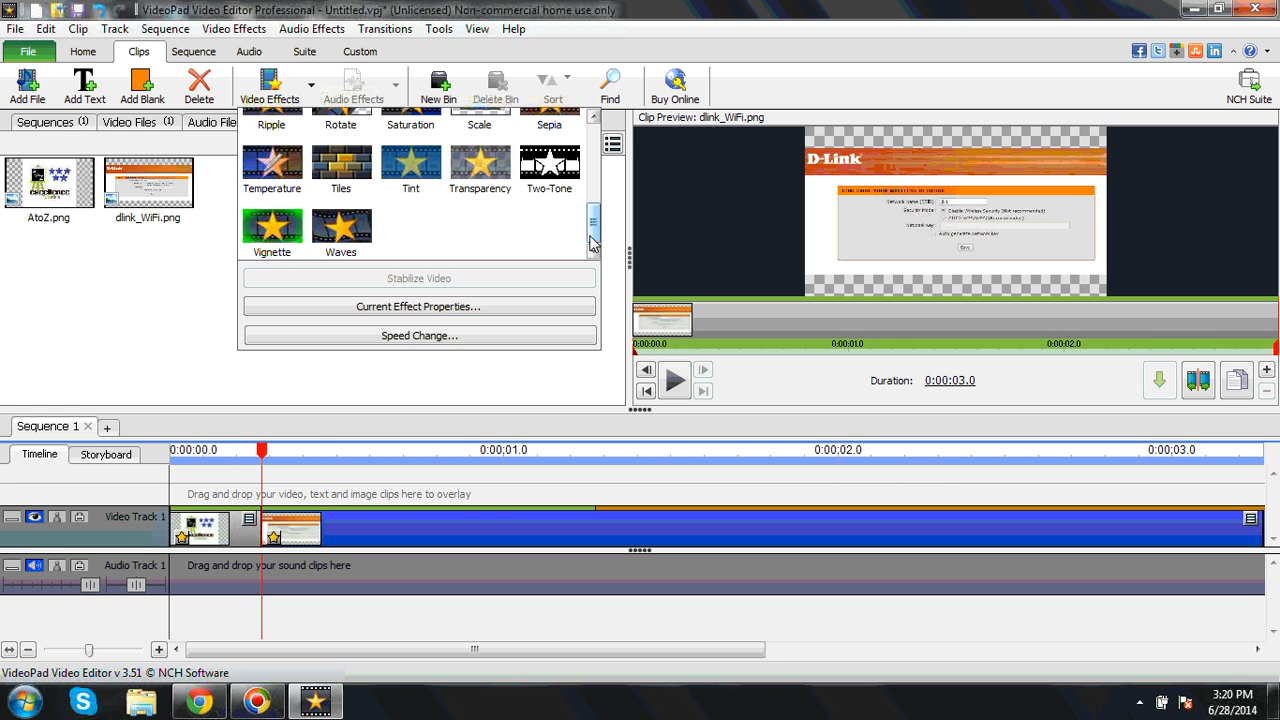 VideoPad Video Editor Professional - Untitled.vpj* (Unlicensed) Non-commercial home use only
File Edit Clip Track Sequence Video Effects Audio Effects Transitions Tools View Help
File Home Clips Sequence Audio Suite Custom
Add File Add Text Add Blank Delete Video Effects Audio Effects New Bin Delete Bin Sort Find Buy Online NCH Suite
Sequences (1) Video Files (1) Audio File
Clip Preview: dlink_WiFi.png
Ripple Rotate Saturation Scale Sepia
Temperature Tiles Tint Transparency Two-Tone
Vignette Waves
AtoZ.png dlink_WiFi.png
D-Link
Stabilize Video
Current Effect Properties...
Speed Change...
0:00:00.0 0:00;01.0 0:00;02.0
Duration: 0:00:03.0
Sequence 1
Timeline Storyboard
0:00:00.0 0:00;01.0 0:00;02.0 0:00;03.0
Drag and drop your video, text and image clips here to overlay
Video Track 1
Audio Track 1 Drag and drop your sound clips here
VideoPad Video Editor v 3.51 © NCH Software
3:20 PM
6/28/2014